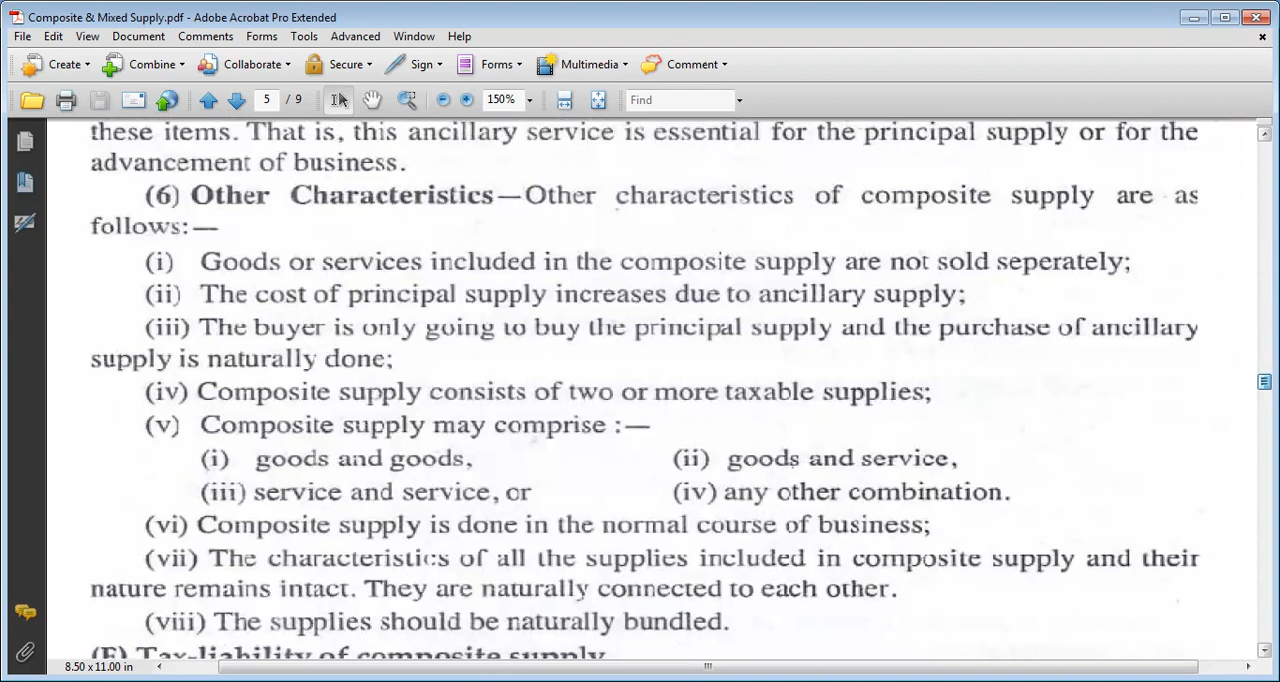 Composite & Mixed Supply.pdf - Adobe Acrobat Pro Extended
File Edit View Document Comments Forms Tools Advanced Window Help
Create Combine Collaborate Secure Sign Forms Multimedia Comment
5 / 9 150% Find
these items. That is, this ancillary service is essential for the principal supply or for the
advancement of business.
(6) Other Characteristics—Other characteristics of composite supply are as
follows:—
(i) Goods or services included in the composite supply are not sold seperately;
(ii) The cost of principal supply increases due to ancillary supply;
(iii) The buyer is only going to buy the principal supply and the purchase of ancillary
supply is naturally done;
(iv) Composite supply consists of two or more taxable supplies;
(v) Composite supply may comprise :—
(i) goods and goods, (ii) goods and service,
(iii) service and service, or (iv) any other combination.
(vi) Composite supply is done in the normal course of business;
(vii) The characteristics of all the supplies included in composite supply and their
nature remains intact. They are naturally connected to each other.
(viii) The supplies should be naturally bundled.
(E) Tax-liability of composite supply
8.50 x 11.00 in